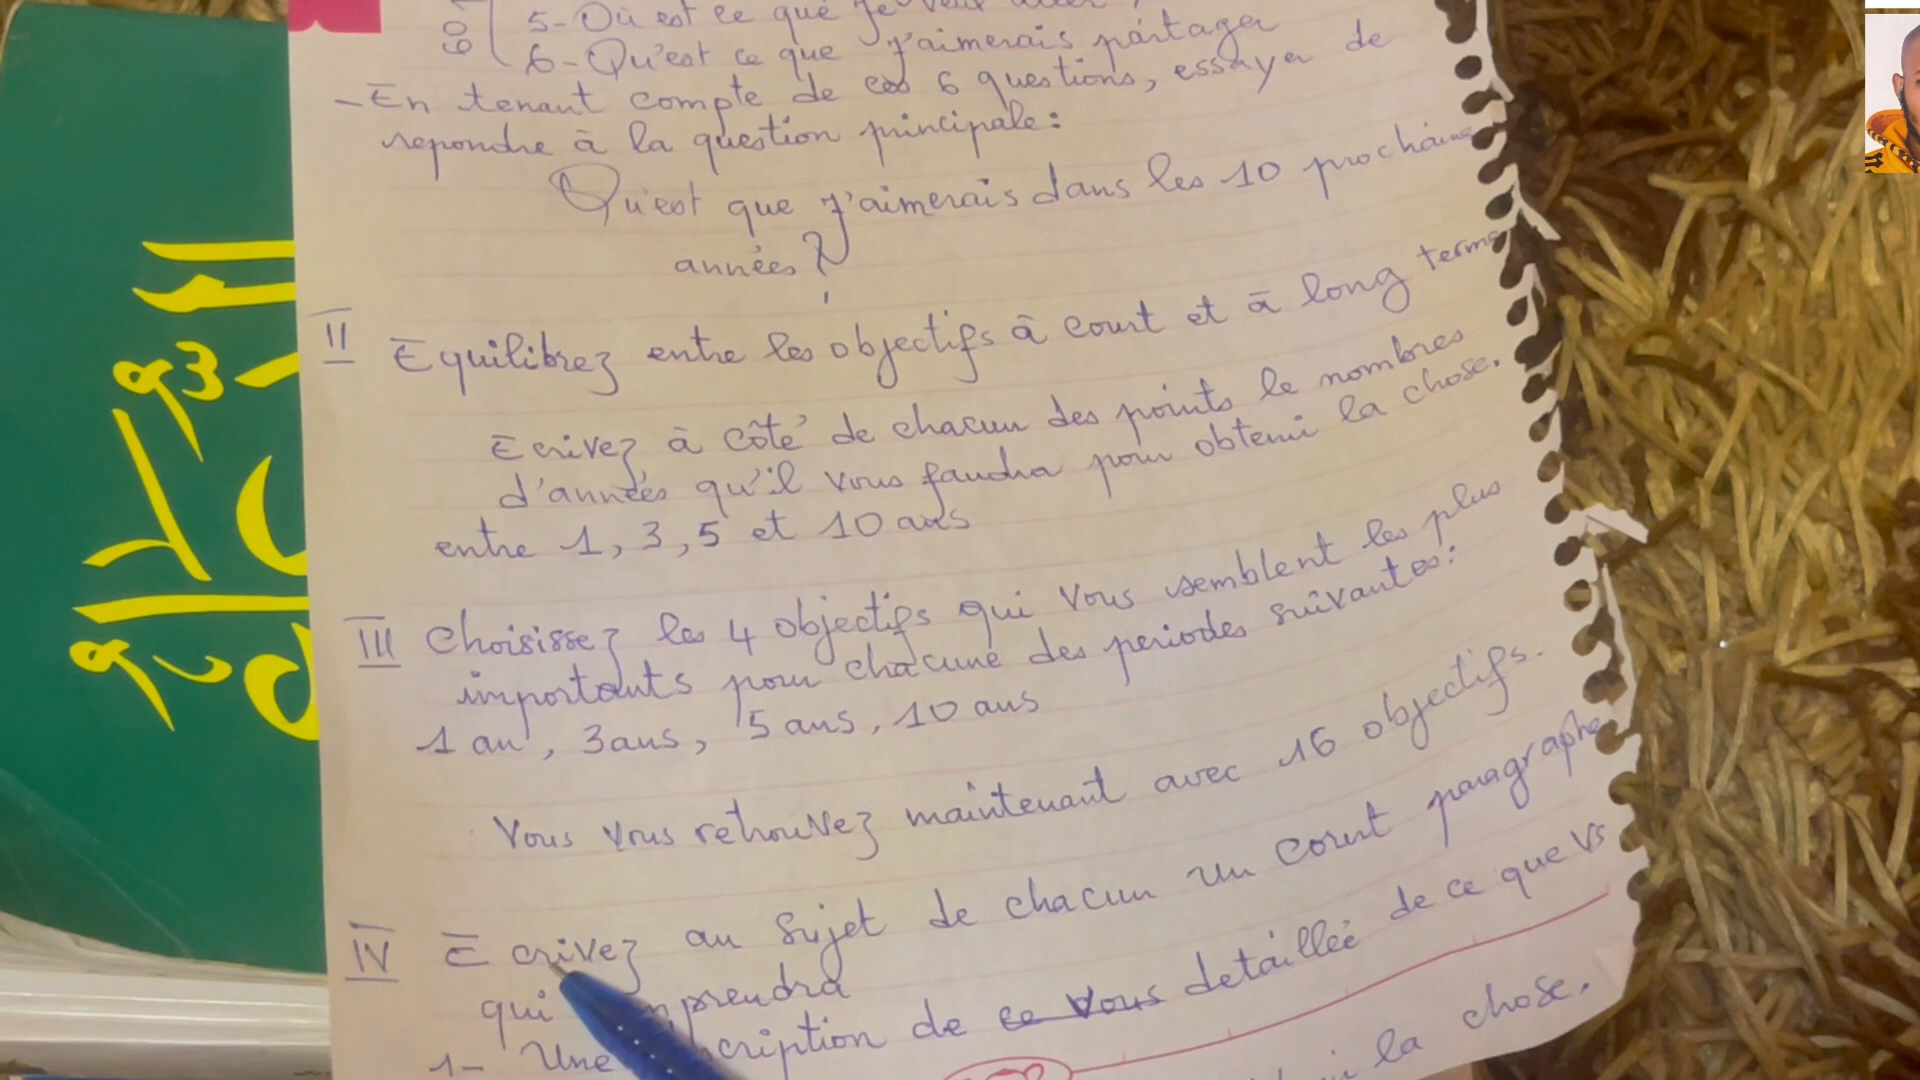 5-Où est ce que je veux aller ?
6-Qu'est ce que j'aimerais partager
- En tenant compte de ces 6 questions, essayer de
repondre à la question principale:
Qu'est que j'aimerais dans les 10 prochaine
années ?
II Equilibrez entre les objectifs à court et à long terme
Ecrivez à côté de chacun des points le nombres
d'années qu'il vous faudra pour obtenir la chose.
entre 1, 3, 5 et 10 ans
III Choisissez les 4 objectifs qui vous semblent les plus
importants pour chacune des periodes suivantes:
1 an, 3 ans, 5 ans, 10 ans
Vous vous retrouvez maintenant avec 16 objectifs.
IV Ecrivez au sujet de chacun un court paragraphe
qui
1- Une de ce vous detaillée de ce que vs
la chose.